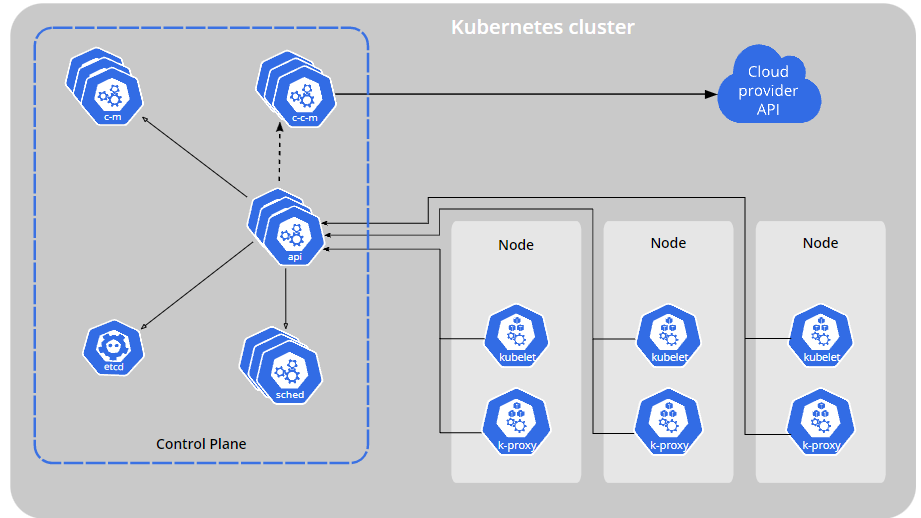 Kubernetes cluster
c-m
c-c-m
Cloud
provider
API
api
etcd
sched
Control Plane
Node
kubelet
k-proxy
Node
kubelet
k-proxy
Node
kubelet
k-proxy